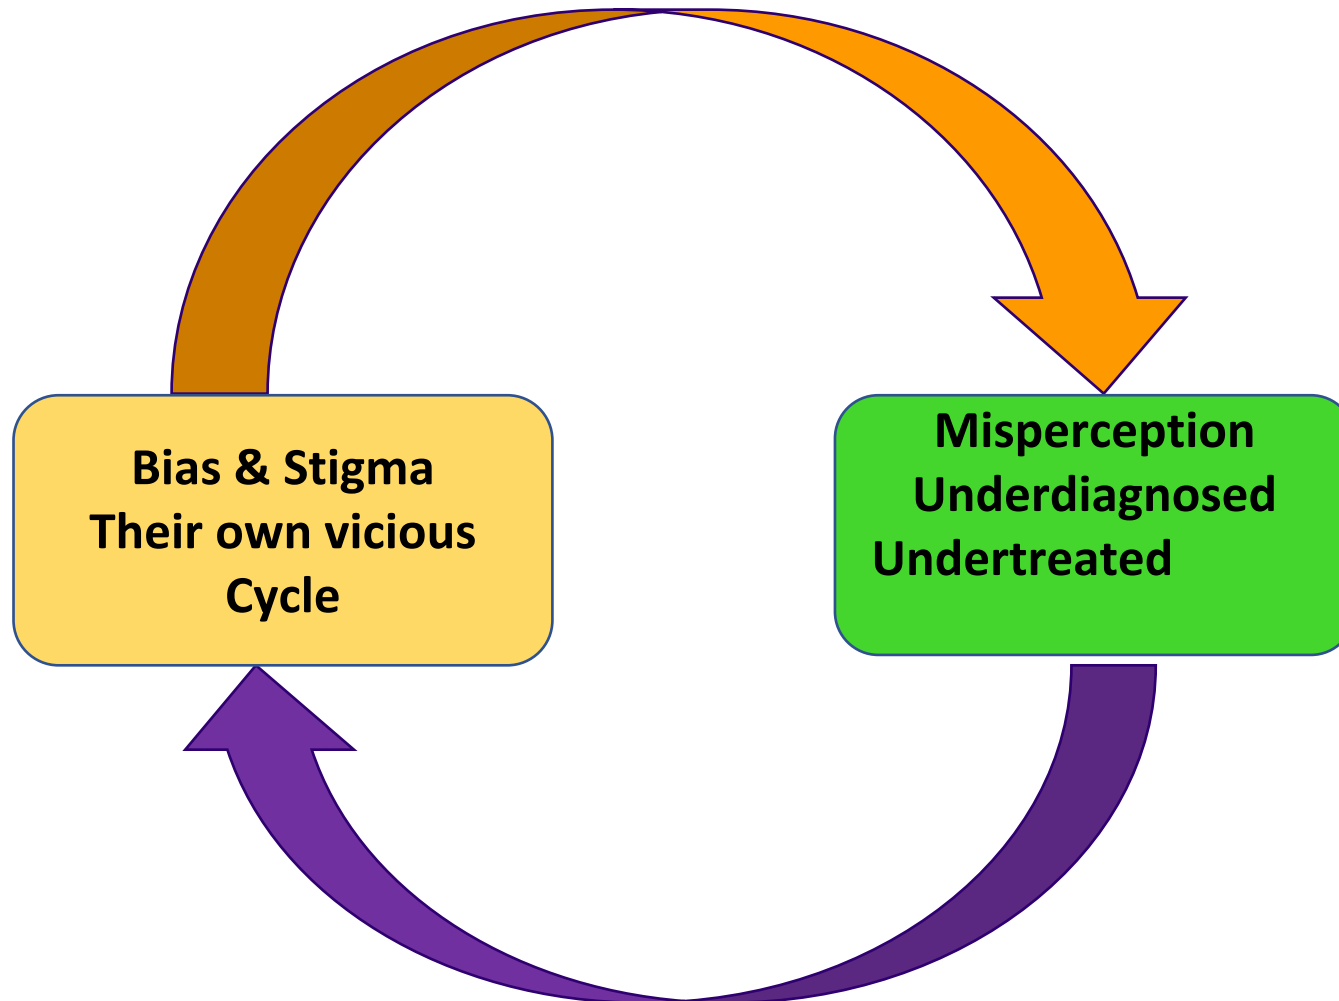 Bias & Stigma
Their own vicious
Cycle
Misperception
Underdiagnosed
Undertreated